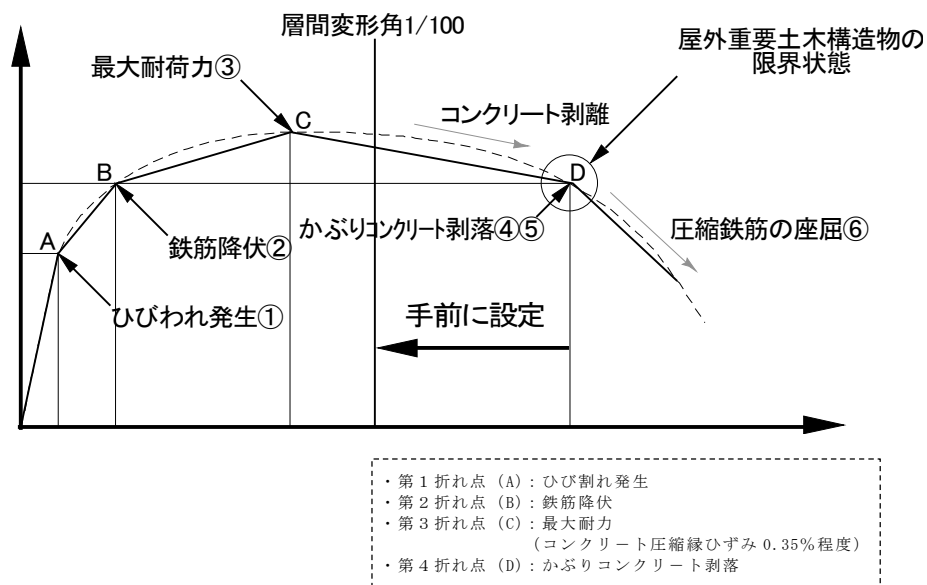 層間変形角1/100
屋外重要土木構造物の
限界状態
最大耐荷力③
コンクリート剥離
C
B
D
A
かぶりコンクリート剥落④⑤
鉄筋降伏②
圧縮鉄筋の座屈⑥
ひびわれ発生①
手前に設定
・第1折れ点 (A)：ひび割れ発生
・第2折れ点 (B)：鉄筋降伏
・第3折れ点 (C)：最大耐力
(コンクリート圧縮縁ひずみ 0.35%程度)
・第4折れ点 (D)：かぶりコンクリート剥落